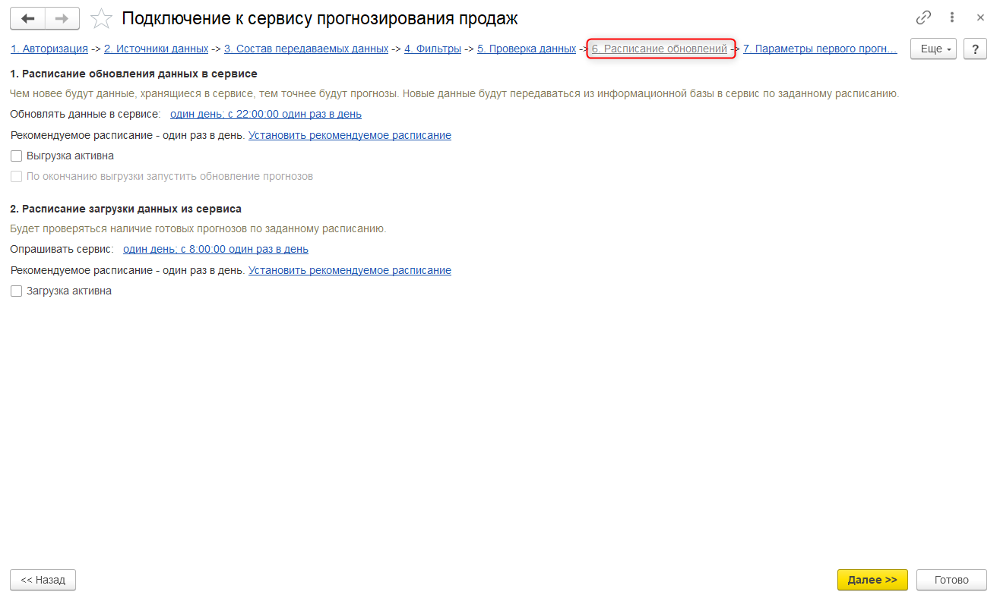 Подключение к сервису прогнозирования продаж
1. Авторизация -> 2. Источники данных -> 3. Состав передаваемых данных -> 4. Фильтры -> 5. Проверка данных -> 6. Расписание обновлений -> 7. Параметры первого прогн... Еще ?
1. Расписание обновления данных в сервисе
Чем новее будут данные, хранящиеся в сервисе, тем точнее будут прогнозы. Новые данные будут передаваться из информационной базы в сервис по заданному расписанию.
Обновлять данные в сервисе: один день; с 22:00:00 один раз в день
Рекомендуемое расписание - один раз в день. Установить рекомендуемое расписание
Выгрузка активна
По окончанию выгрузки запустить обновление прогнозов
2. Расписание загрузки данных из сервиса
Будет проверяться наличие готовых прогнозов по заданному расписанию.
Опрашивать сервис: один день; с 8:00:00 один раз в день
Рекомендуемое расписание - один раз в день. Установить рекомендуемое расписание
Загрузка активна
<< Назад Далее >> Готово